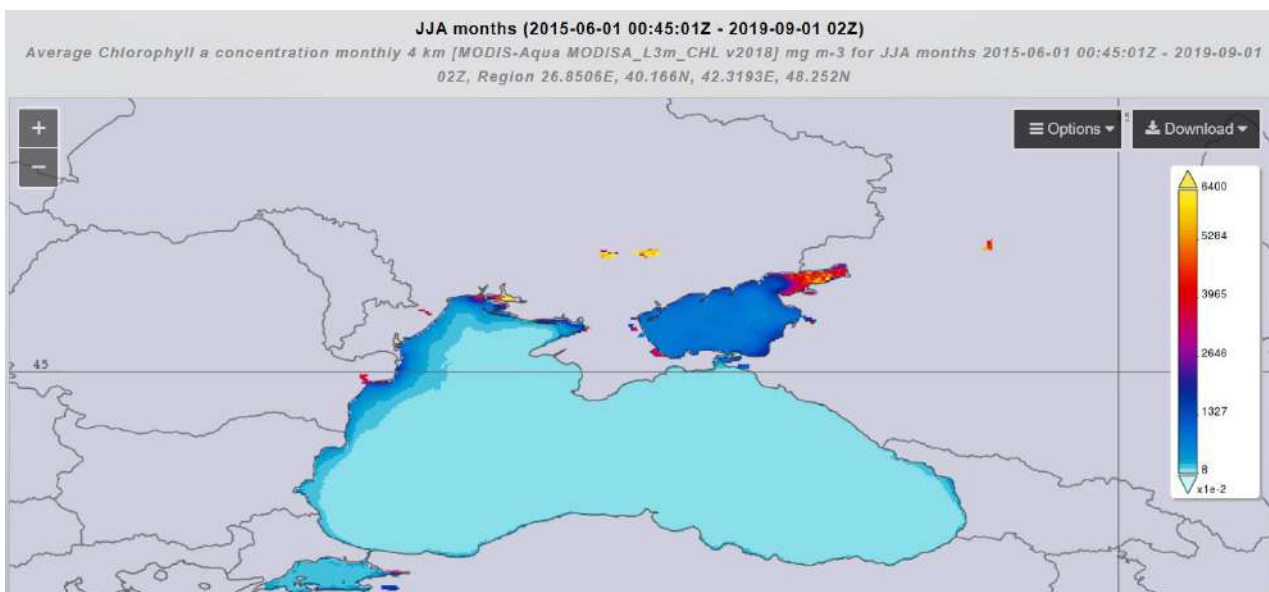 JJA months (2015-06-01 00:45:01Z - 2019-09-01 02Z)
Average Chlorophyll a concentration monthly 4 km [MODIS-Aqua MODISA_L3m_CHL v2018] mg m-3 for JJA months 2015-06-01 00:45:01Z - 2019-09-01
02Z, Region 26.8506E, 40.166N, 42.3193E, 48.252N
+
−
Options
Download
6400
5284
3965
2646
1327
8
x1e-2
45